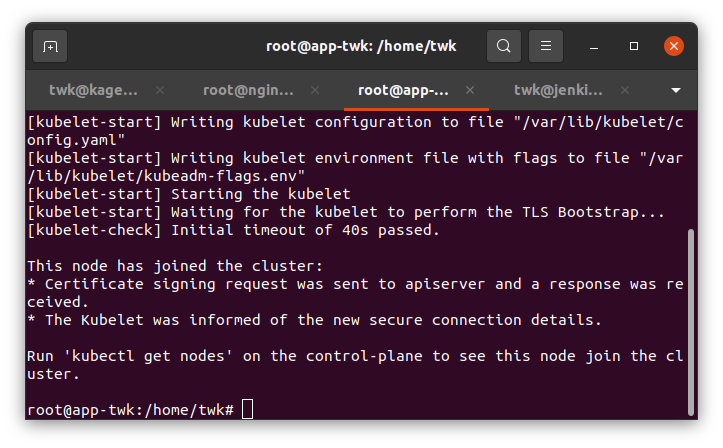 root@app-twk: /home/twk
twk@kage...
root@ngin...
root@app-...
twk@jenki...
[kubelet-start] Writing kubelet configuration to file "/var/lib/kubelet/c
onfig.yaml"
[kubelet-start] Writing kubelet environment file with flags to file "/var
/lib/kubelet/kubeadm-flags.env"
[kubelet-start] Starting the kubelet
[kubelet-start] Waiting for the kubelet to perform the TLS Bootstrap...
[kubelet-check] Initial timeout of 40s passed.

This node has joined the cluster:
* Certificate signing request was sent to apiserver and a response was re
ceived.
* The Kubelet was informed of the new secure connection details.

Run 'kubectl get nodes' on the control-plane to see this node join the cl
uster.

root@app-twk:/home/twk#